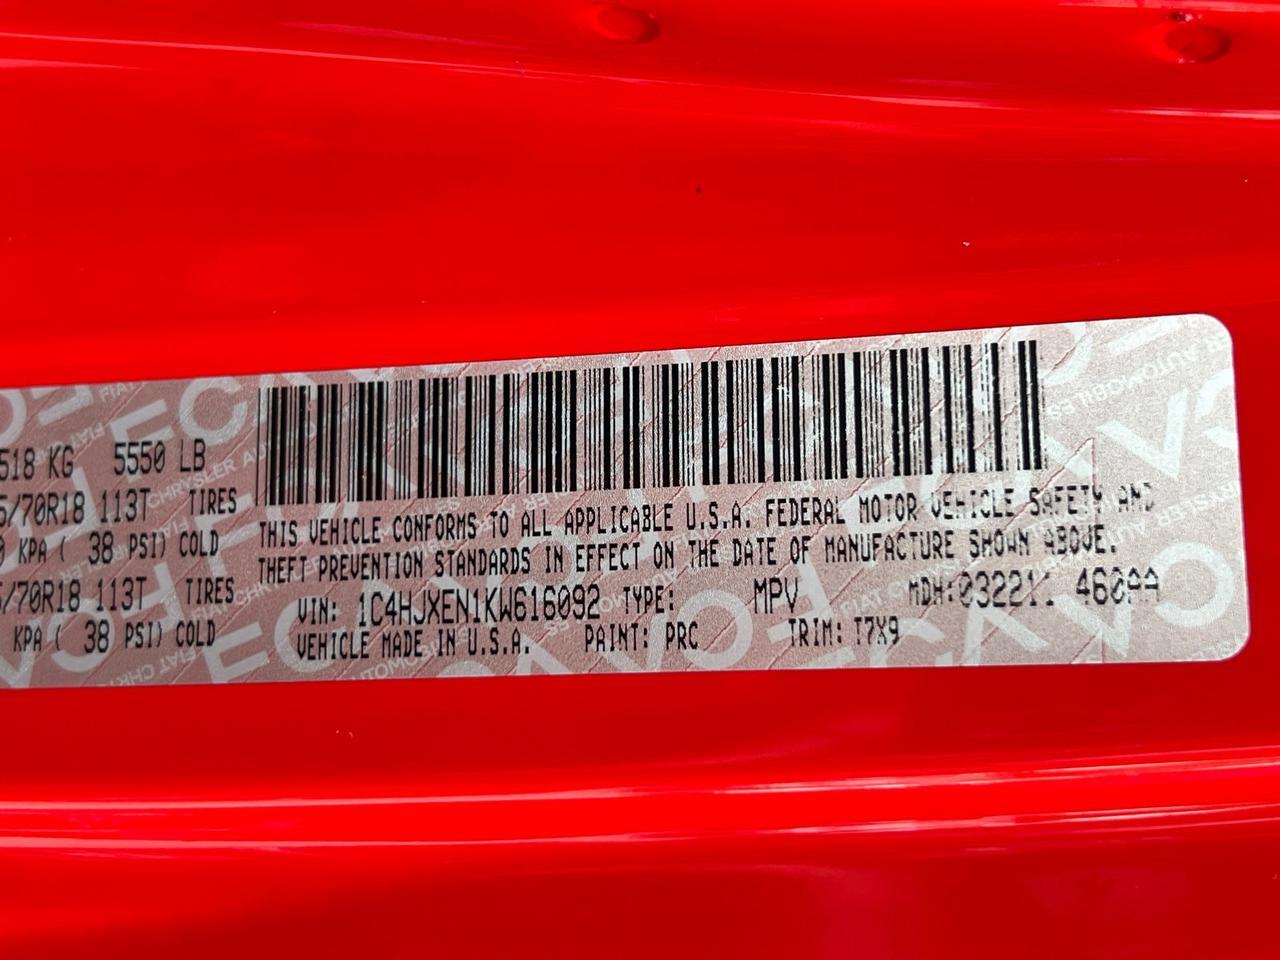 518 KG 5550 LB
5/70R18 113T TIRES
0 KPA ( 38 PSI) COLD
5/70R18 113T TIRES
KPA ( 38 PSI) COLD
THIS VEHICLE CONFORMS TO ALL APPLICABLE U.S.A. FEDERAL MOTOR VEHICLE SAFETY AND
THEFT PREVENTION STANDARDS IN EFFECT ON THE DATE OF MANUFACTURE SHOWN ABOVE.
VIN: 1C4HJXEN1KW616092 TYPE: MPV MDH:032211 460AA
VEHICLE MADE IN U.S.A. PAINT: PRC TRIM: T7X9